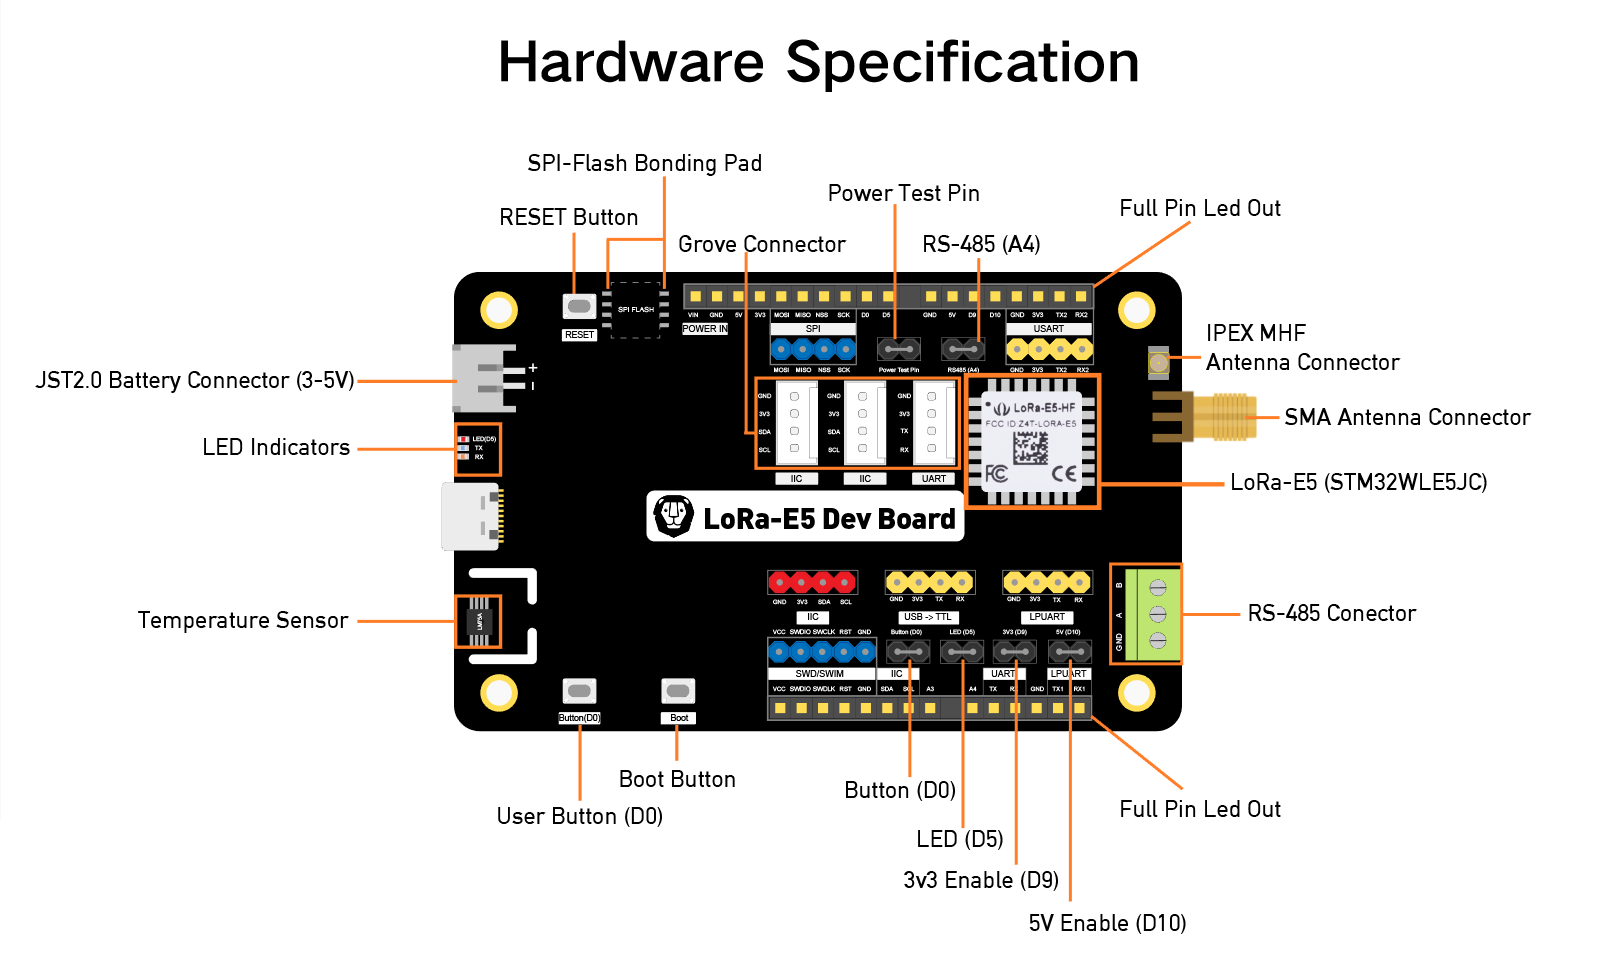 Hardware Specification
SPI-Flash Bonding Pad
Power Test Pin
Full Pin Led Out
RESET Button
Grove Connector
RS-485 (A4)
SPI FLASH
RESET
VIN GND 5V 3V3 MOSI MISO NSS SCK D0 D5 GND 5V D9 D10 GND 3V3 TX2 RX2
POWER IN
SPI
USART
MOSI MISO NSS SCK
Power Test Pin
RS485 (A4)
GND 3V3 TX2 RX2
IPEX MHF
Antenna Connector
JST2.0 Battery Connector (3-5V)
+
-
SMA Antenna Connector
GND
3V3
SDA
SCL
GND
3V3
SDA
SCL
GND
3V3
TX
RX
IIC
IIC
UART
LoRa-E5-HF
FCC ID:Z4T-LORA-E5
FC
CE
LED Indicators
LED(D5)
TX
RX
LoRa-E5 (STM32WLE5JC)
LoRa-E5 Dev Board
Temperature Sensor
LM75A
GND 3V3 SDA SCL
IIC
GND 3V3 TX RX
USB -> TTL
GND 3V3 TX RX
LPUART
B
A
GND
RS-485 Conector
VCC SWDIO SWCLK RST GND
Button(D0)
LED (D5)
3V3 (D9)
5V (D10)
SWD/SWIM
IIC
UART
LPUART
VCC SWDIO SWDLK RST GND SDA SCL A3 A4 TX RX GND TX1 RX1
Button(D0)
Boot
Boot Button
User Button (D0)
Button (D0)
Full Pin Led Out
LED (D5)
3v3 Enable (D9)
5V Enable (D10)